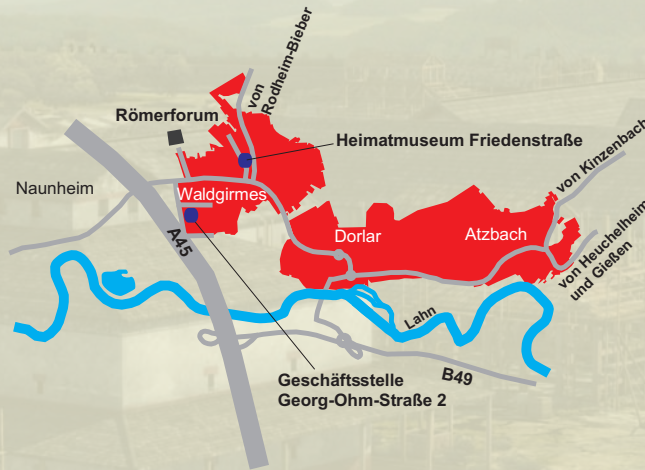 von
Rodheim-Bieber
Römerforum
Heimatmuseum Friedenstraße
von Kinzenbach
Naunheim
Waldgirmes
A45
Dorlar
Atzbach
von Heuchelheim
und Gießen
Lahn
B49
Geschäftsstelle
Georg-Ohm-Straße 2